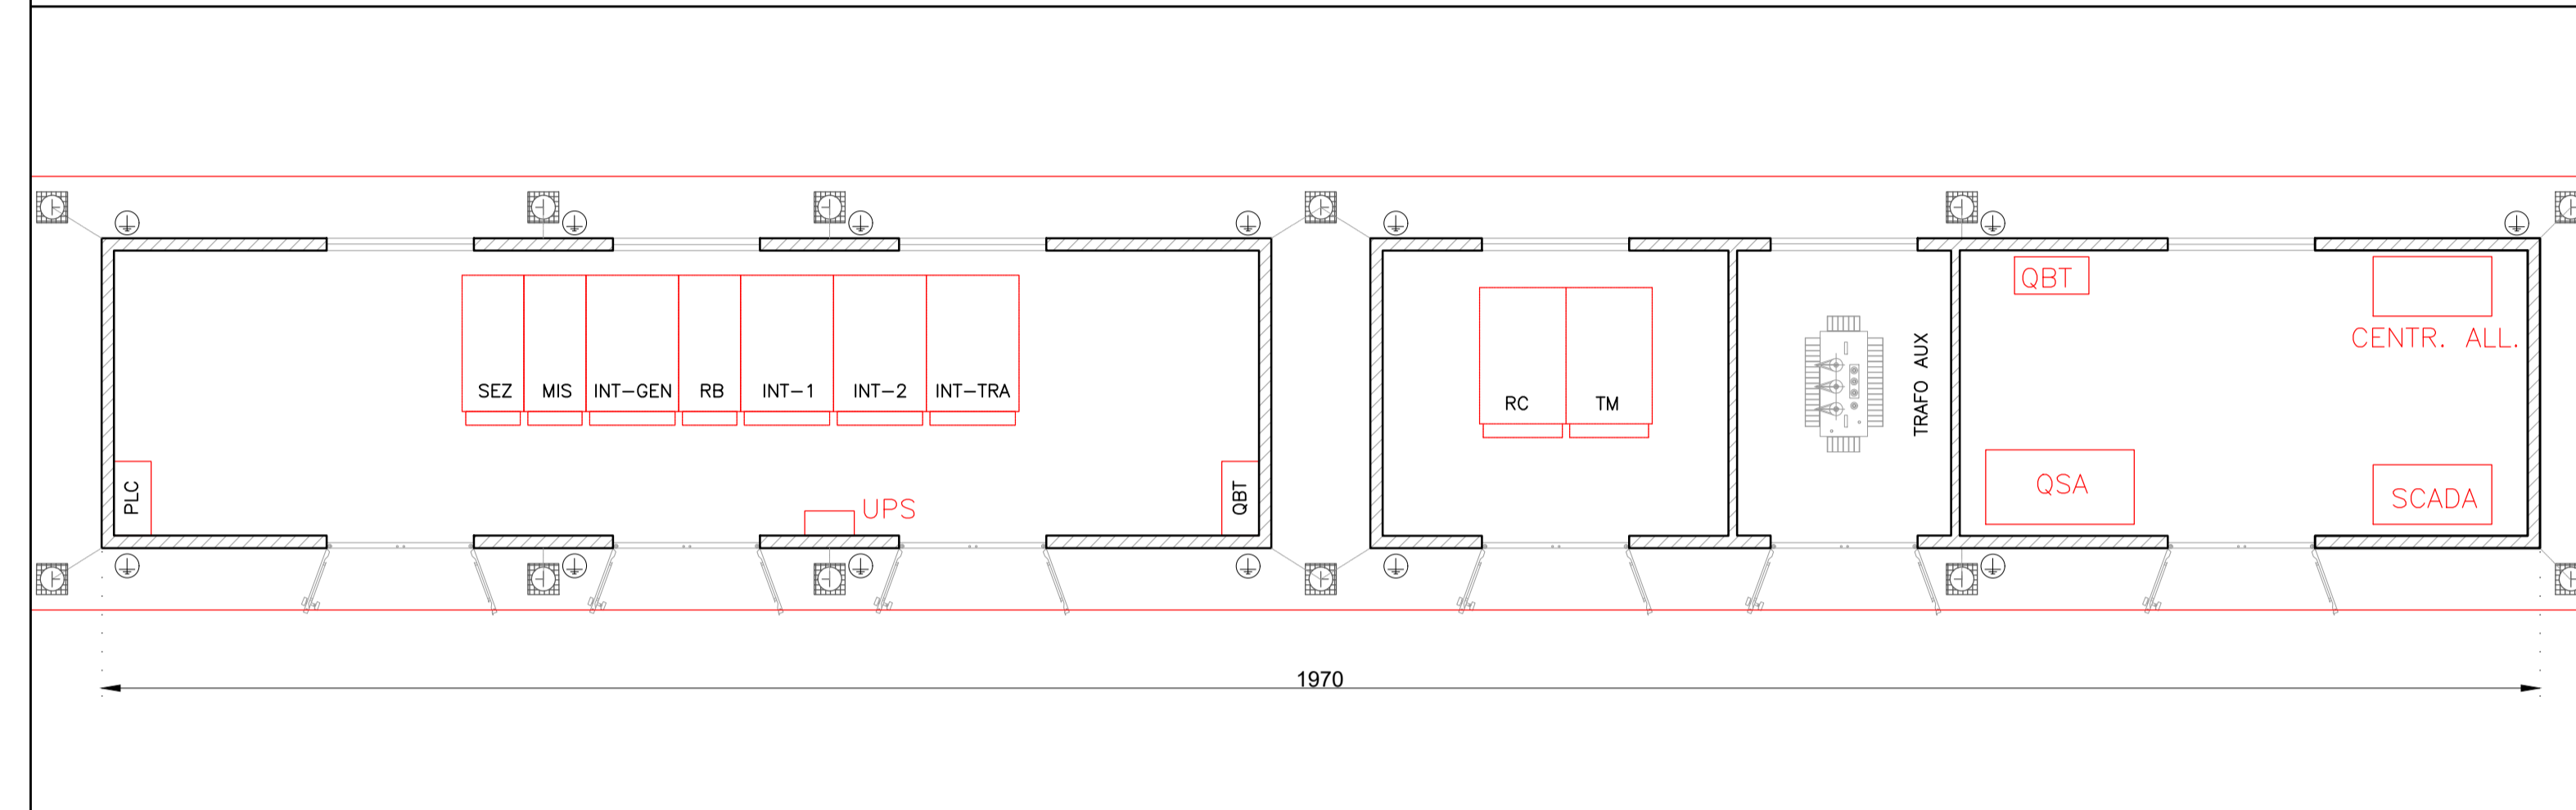 QBT
CENTR. ALL.
TRAFO AUX
SEZ
MIS
INT-GEN
RB
INT-1
INT-2
INT-TRA
RC
TM
PLC
UPS
QBT
QSA
SCADA
1970